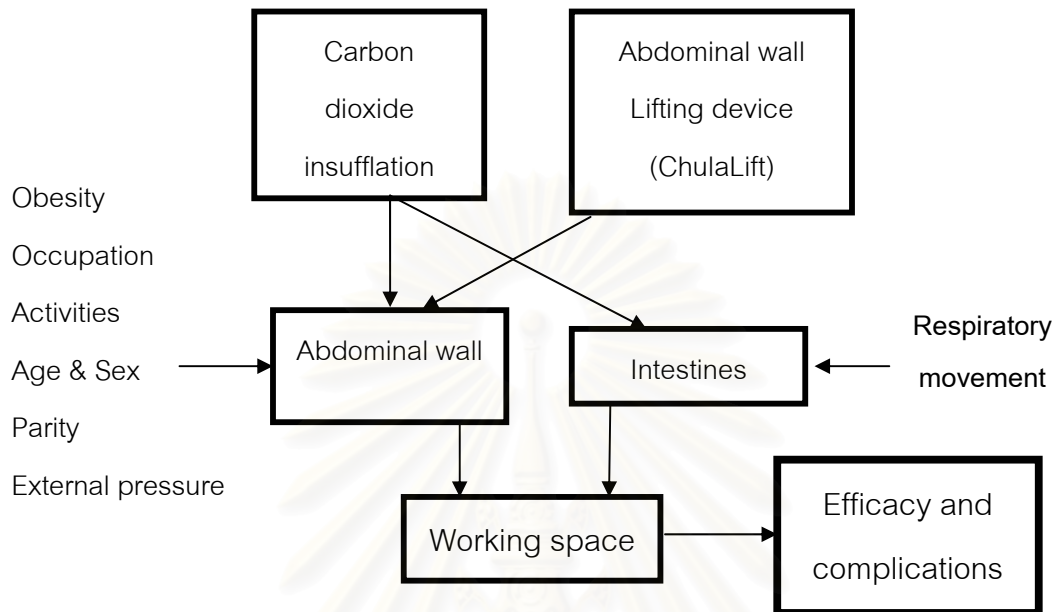 Carbon
dioxide
insufflation
Abdominal wall
Lifting device
(ChulaLift)
Obesity
Occupation
Activities
Age & Sex
Parity
External pressure
Abdominal wall
Intestines
Respiratory
movement
Working space
Efficacy and
complications